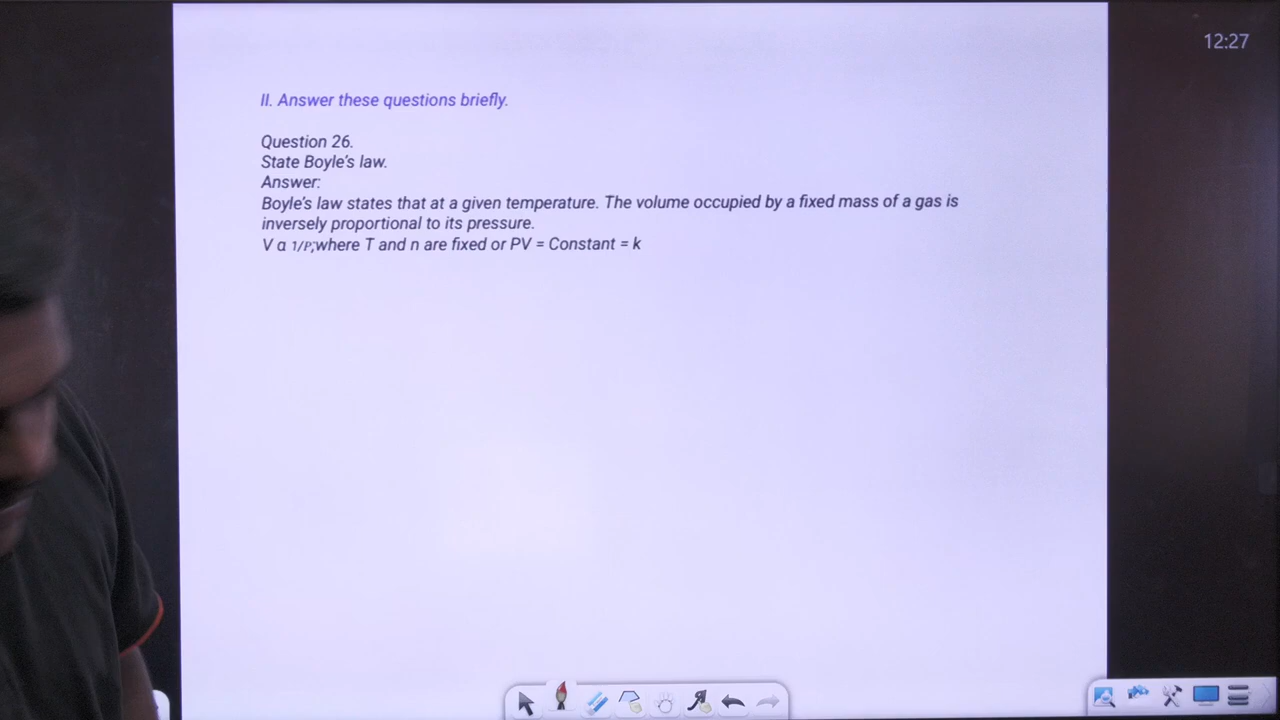 12:27
II. Answer these questions briefly.
Question 26.
State Boyle's law.
Answer:
Boyle's law states that at a given temperature. The volume occupied by a fixed mass of a gas is
inversely proportional to its pressure.
V α 1/P;where T and n are fixed or PV = Constant = k